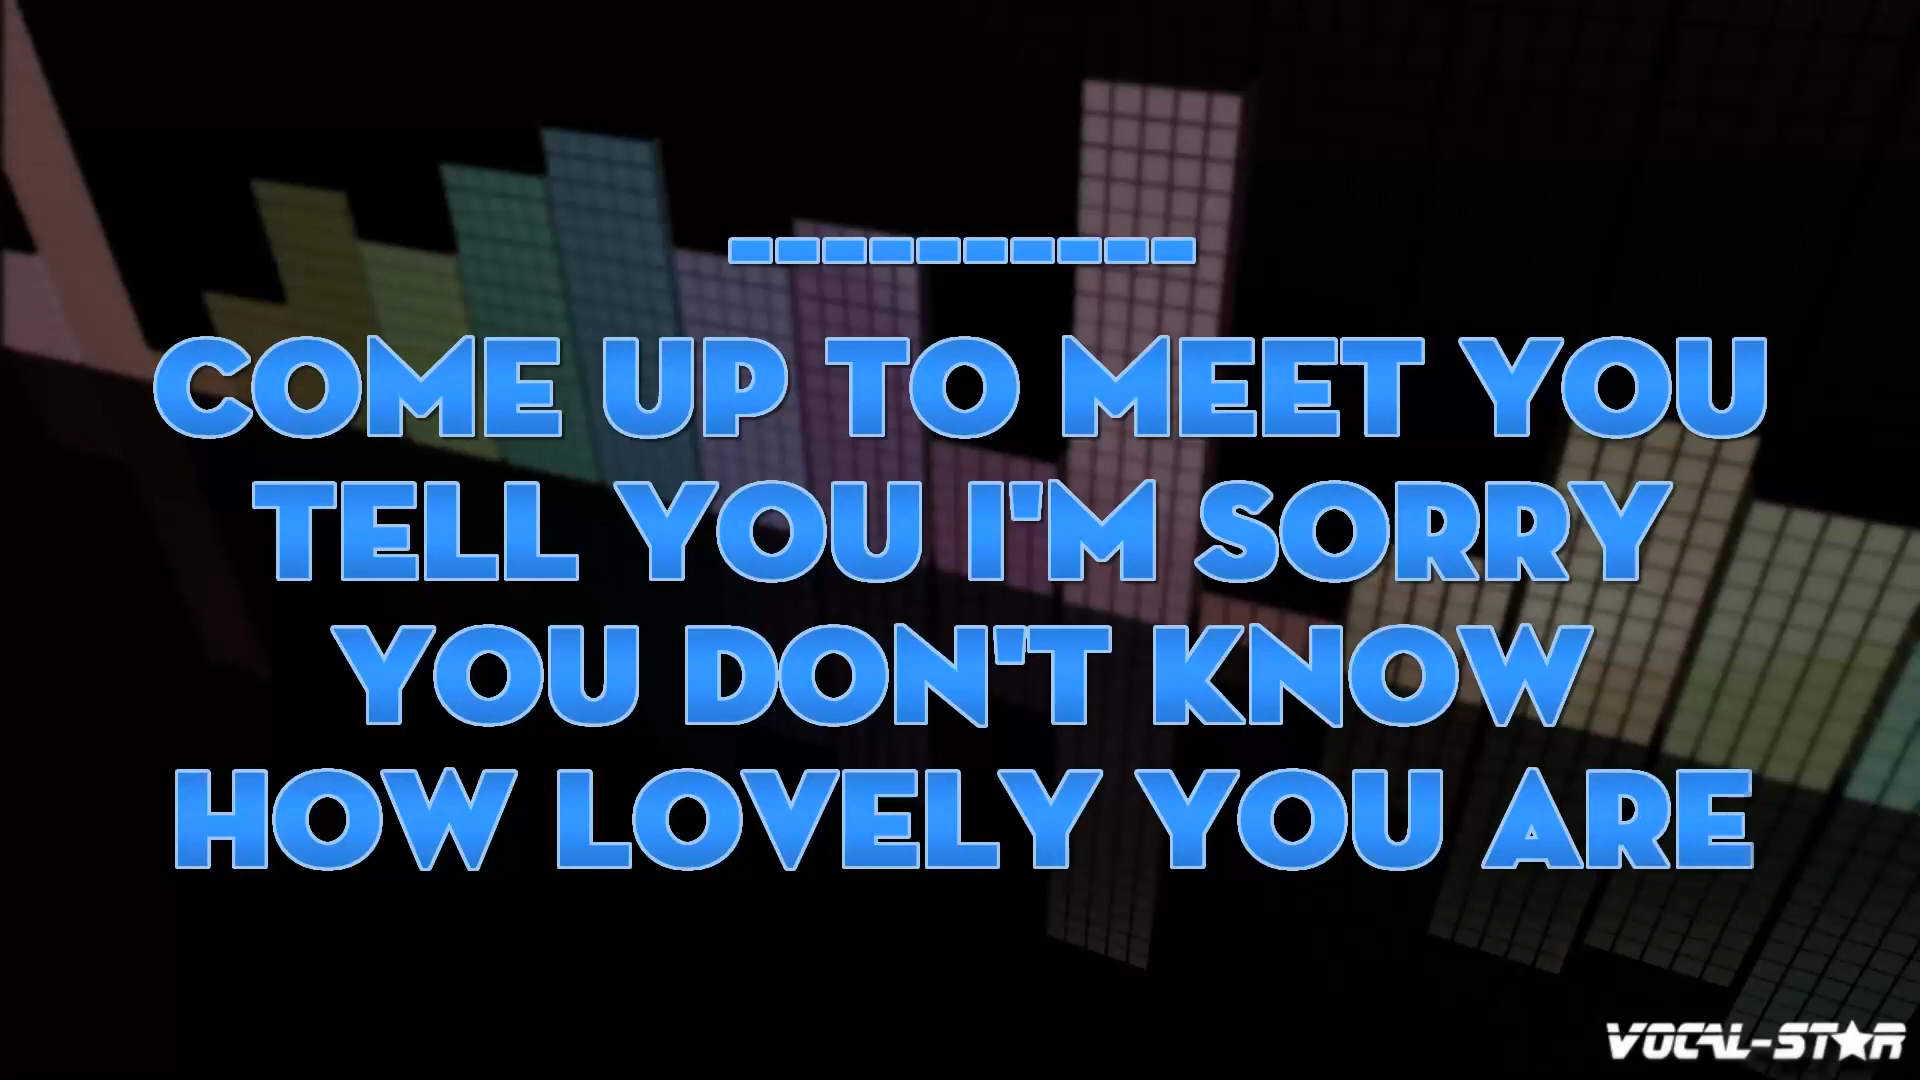 ----------
COME UP TO MEET YOU
TELL YOU I'M SORRY
YOU DON'T KNOW
HOW LOVELY YOU ARE
VOCAL-STAR